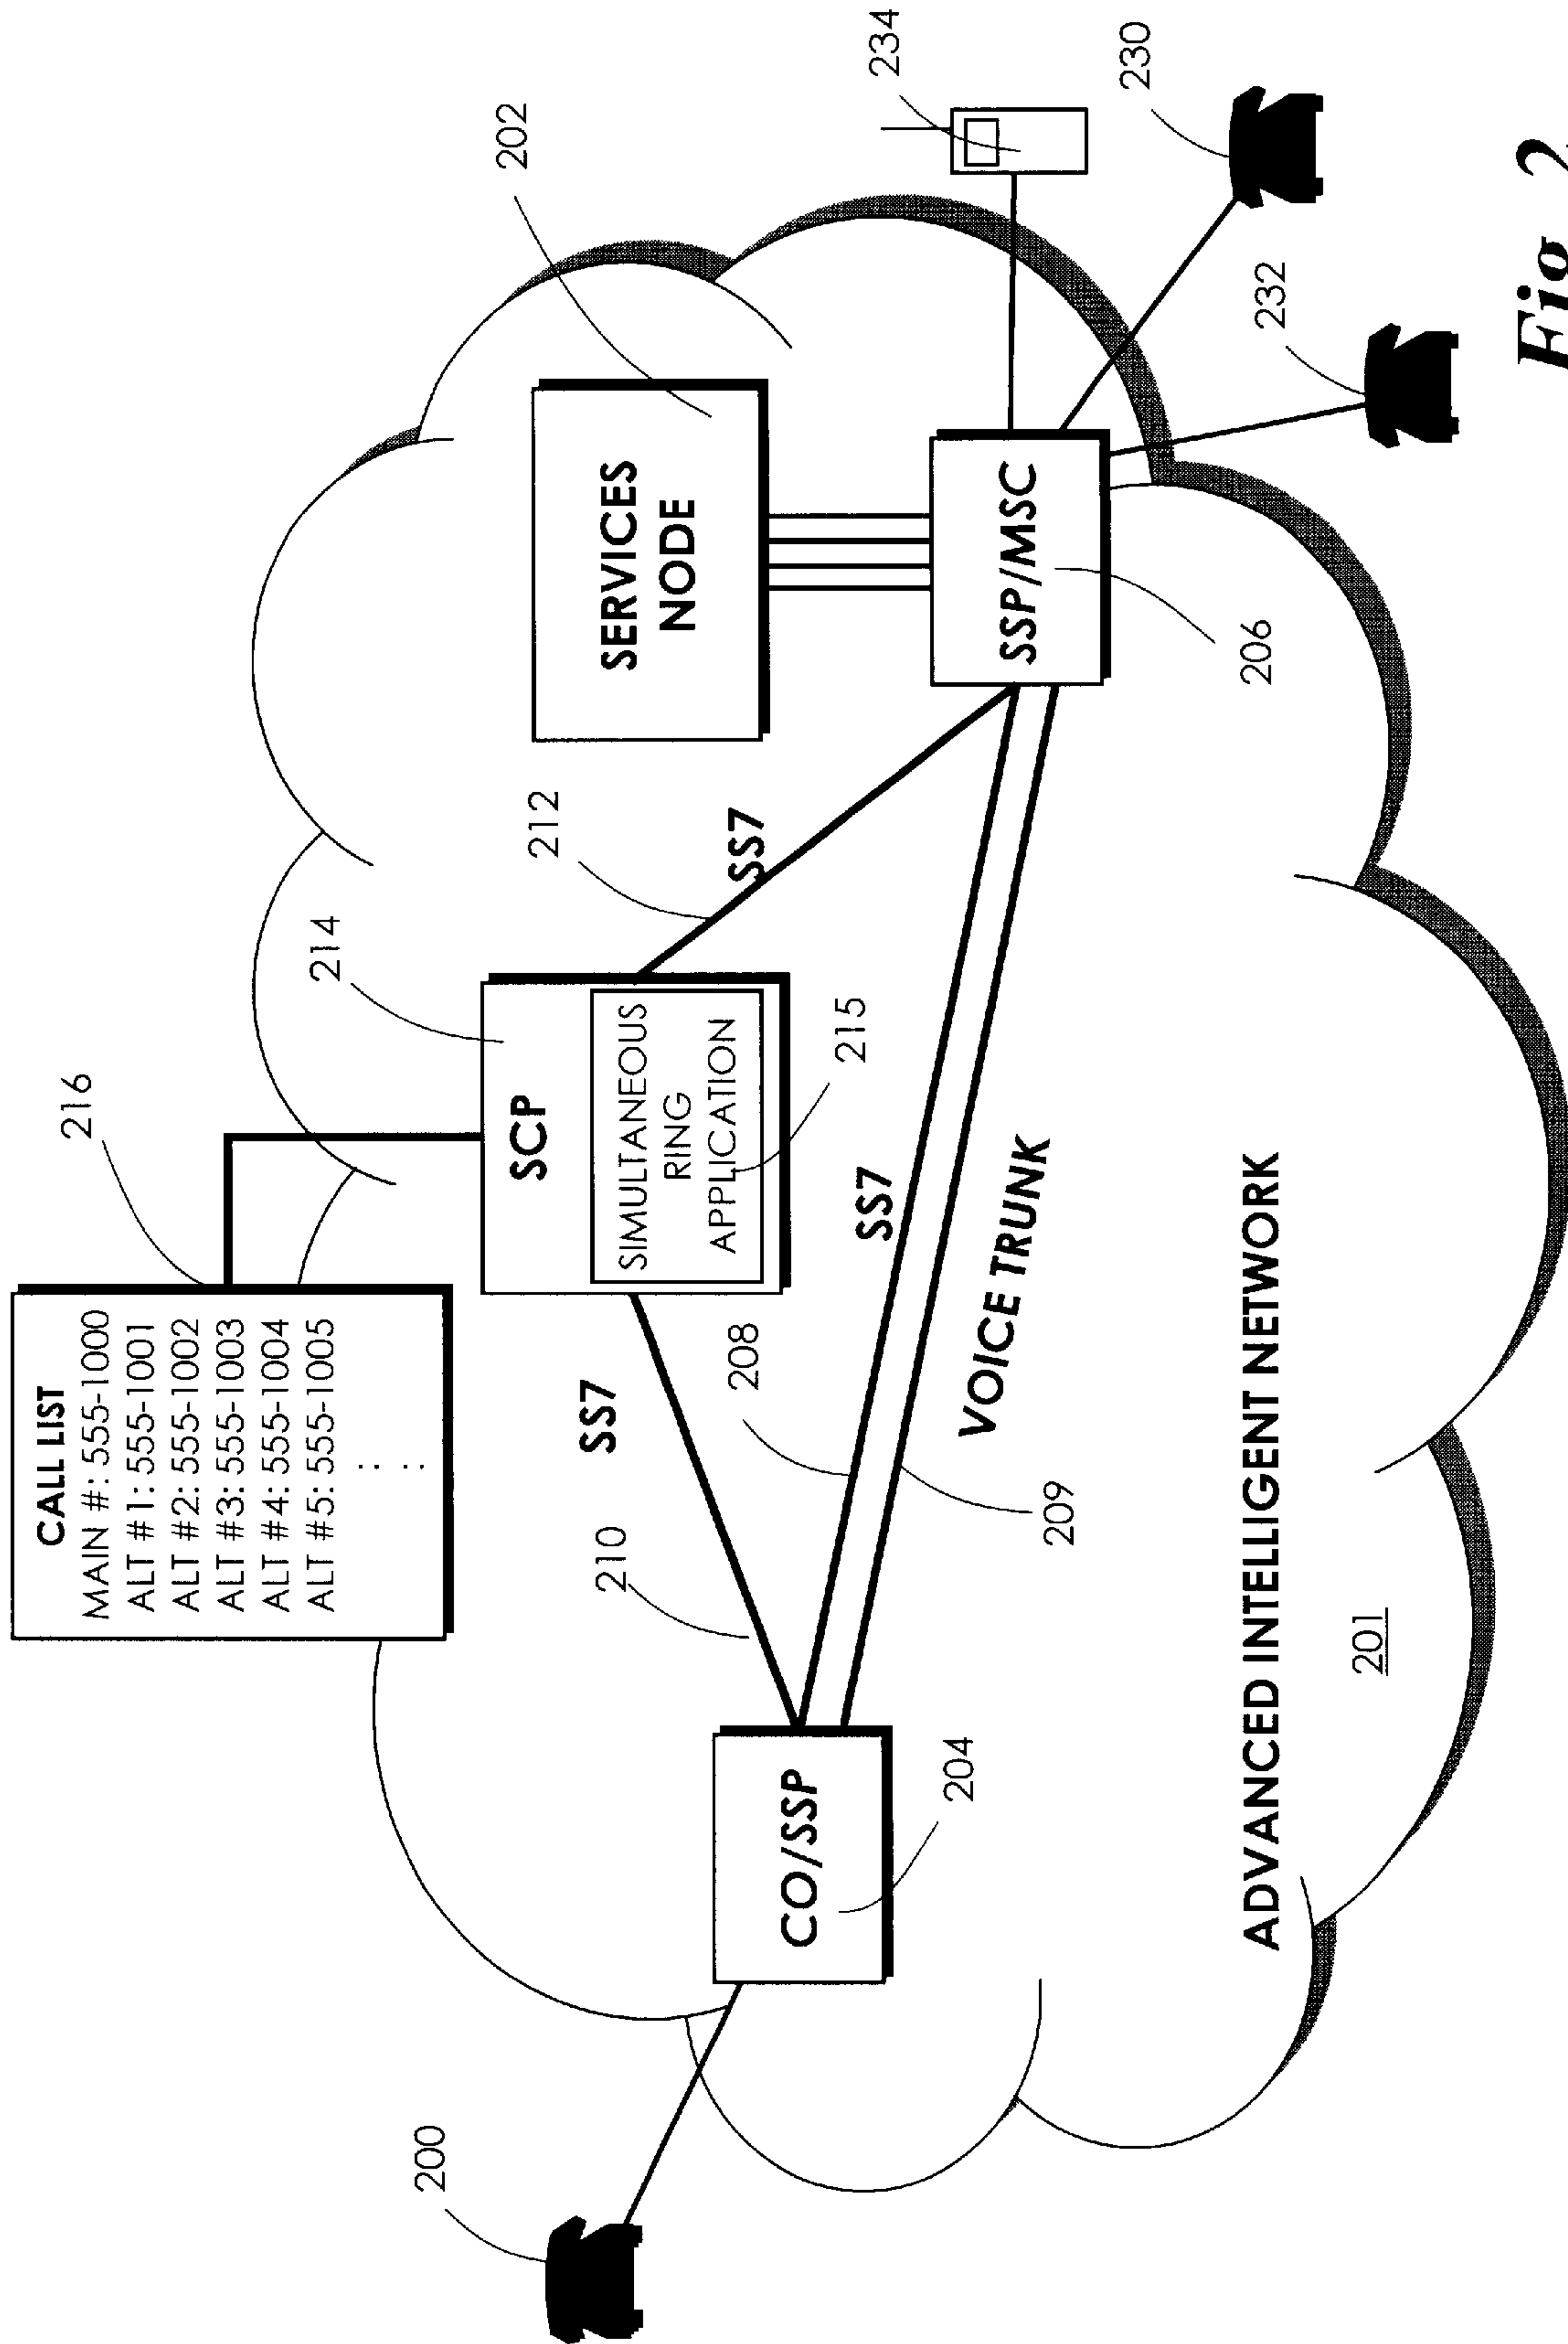 CALL LIST
MAIN #: 555-1000
ALT #1: 555-1001
ALT #2: 555-1002
ALT #3: 555-1003
ALT #4: 555-1004
ALT #5: 555-1005
:
:
216
214
SCP
SIMULTANEOUS
RING
APPLICATION
215
212
SS7
202
SERVICES
NODE
234
230
232
SSP/MSC
206
200
210
SS7
208
SS7
209
VOICE TRUNK
CO/SSP
204
ADVANCED INTELLIGENT NETWORK
201
Fig. 2